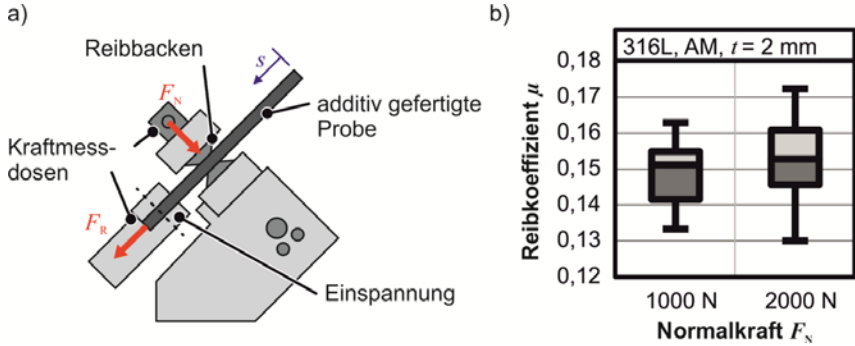 a)
Reibbacken
s
F_N
additiv gefertigte
Probe
Kraftmess-
dosen
F_R
Einspannung
b)
316L, AM, t = 2 mm
Reibkoeffizient μ
0,18
0,17
0,16
0,15
0,14
0,13
0,12
1000 N
2000 N
Normalkraft F_N